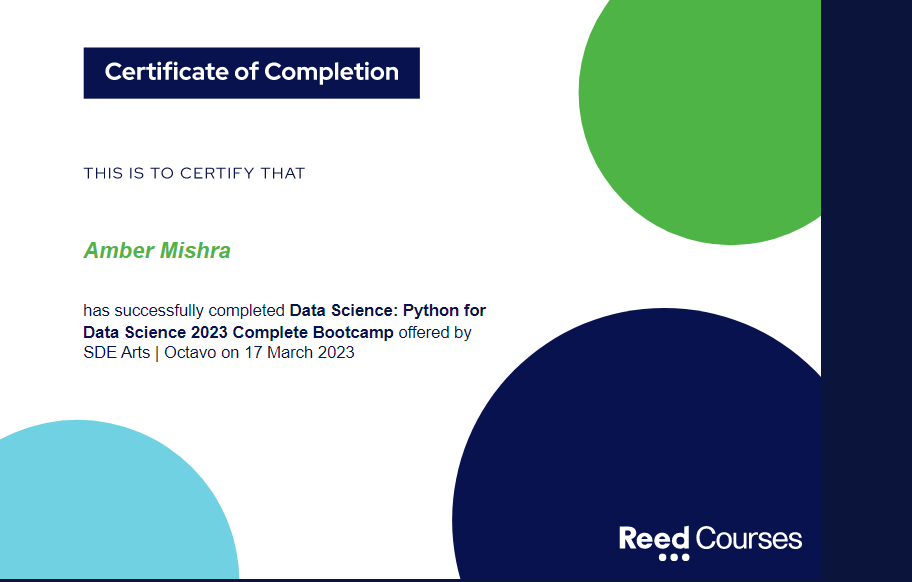 Certificate of Completion
THIS IS TO CERTIFY THAT
Amber Mishra
has successfully completed Data Science: Python for
Data Science 2023 Complete Bootcamp offered by
SDE Arts | Octavo on 17 March 2023
Reed Courses